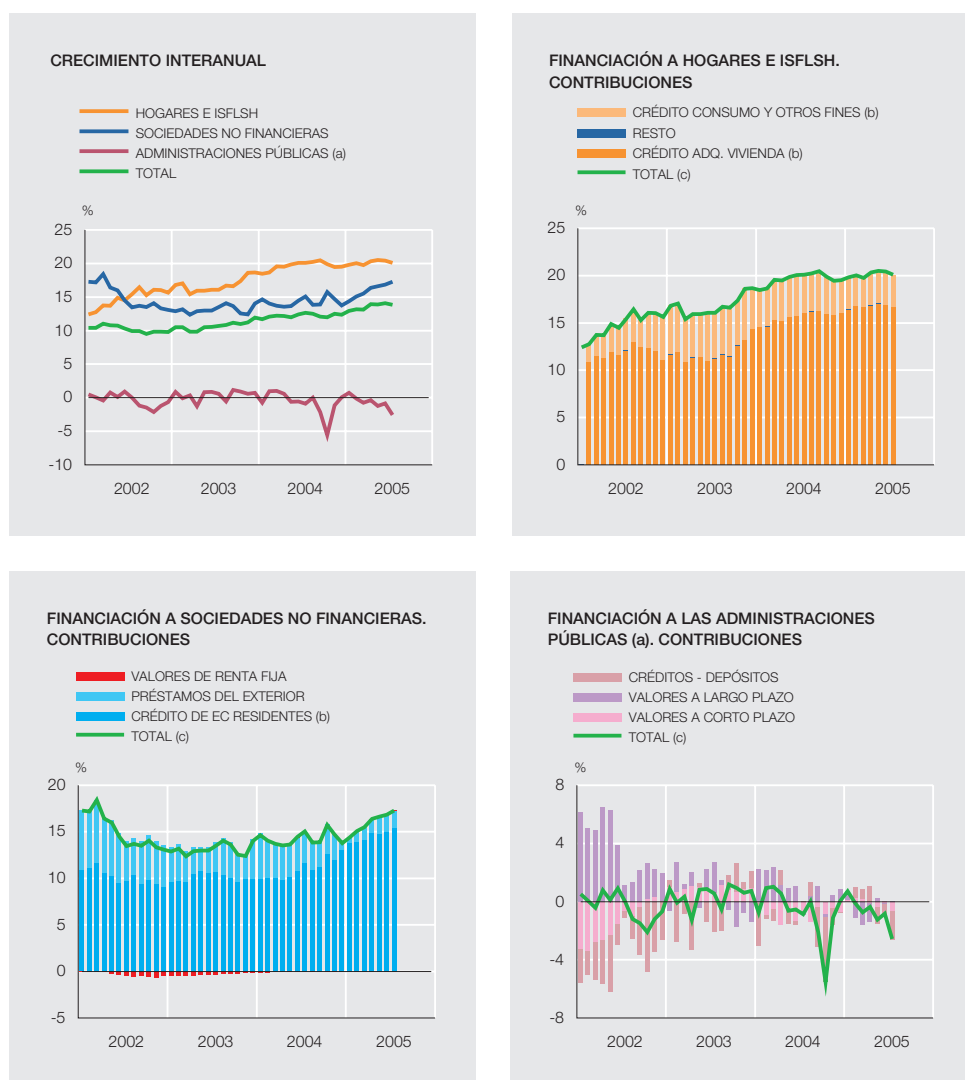 CRECIMIENTO INTERANUAL
HOGARES E ISFLSH
SOCIEDADES NO FINANCIERAS
ADMINISTRACIONES PÚBLICAS (a)
TOTAL
%
25
20
15
10
5
0
-5
-10
2002 2003 2004 2005
FINANCIACIÓN A HOGARES E ISFLSH.
CONTRIBUCIONES
CRÉDITO CONSUMO Y OTROS FINES (b)
RESTO
CRÉDITO ADQ. VIVIENDA (b)
TOTAL (c)
%
25
20
15
10
5
0
2002 2003 2004 2005
FINANCIACIÓN A SOCIEDADES NO FINANCIERAS.
CONTRIBUCIONES
VALORES DE RENTA FIJA
PRÉSTAMOS DEL EXTERIOR
CRÉDITO DE EC RESIDENTES (b)
TOTAL (c)
%
20
15
10
5
0
-5
2002 2003 2004 2005
FINANCIACIÓN A LAS ADMINISTRACIONES
PÚBLICAS (a). CONTRIBUCIONES
CRÉDITOS - DEPÓSITOS
VALORES A LARGO PLAZO
VALORES A CORTO PLAZO
TOTAL (c)
%
8
4
0
-4
-8
2002 2003 2004 2005